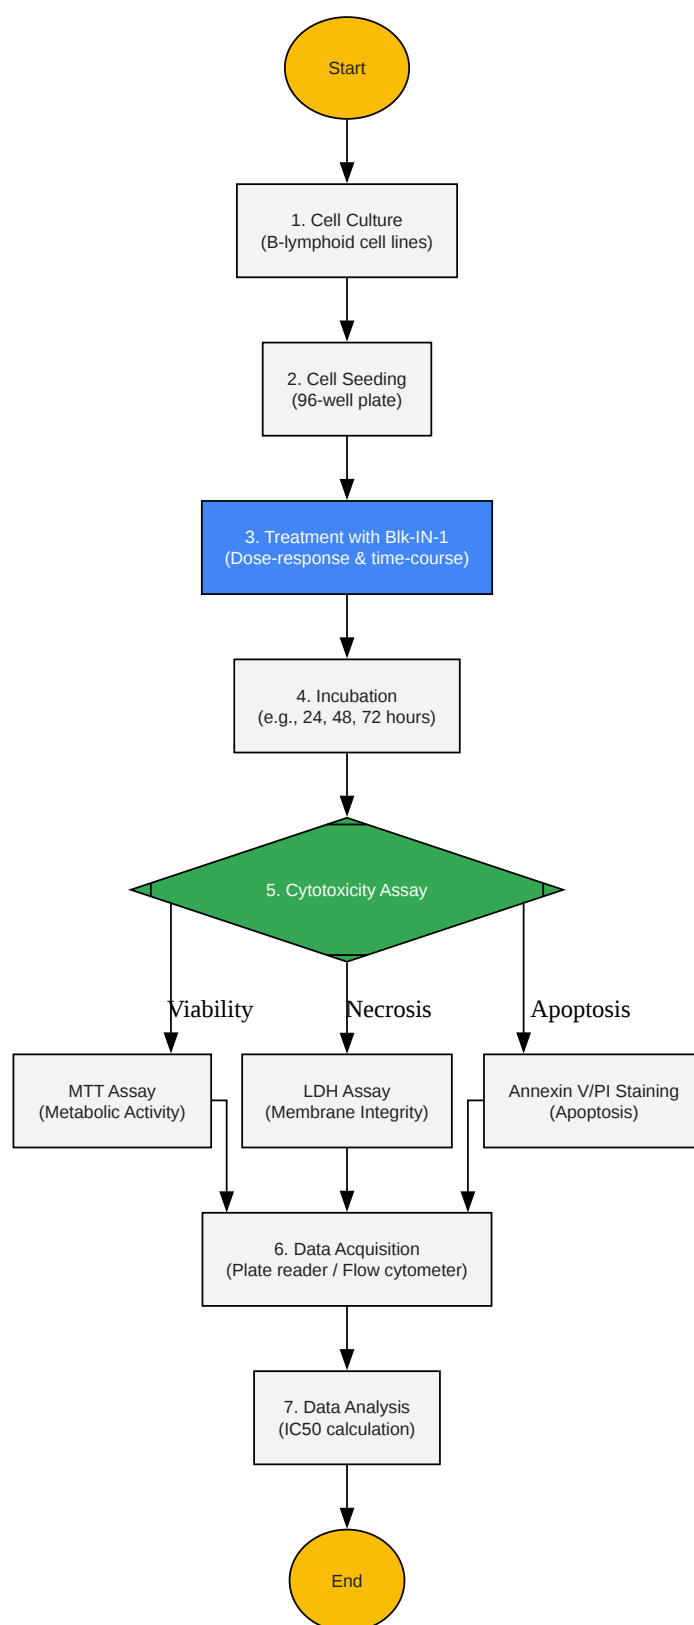 Start
1. Cell Culture
(B-lymphoid cell lines)
2. Cell Seeding
(96-well plate)
3. Treatment with Blk-IN-1
(Dose-response & time-course)
4. Incubation
(e.g., 24, 48, 72 hours)
5. Cytotoxicity Assay
Viability
Necrosis
Apoptosis
MTT Assay
(Metabolic Activity)
LDH Assay
(Membrane Integrity)
Annexin V/PI Staining
(Apoptosis)
6. Data Acquisition
(Plate reader / Flow cytometer)
7. Data Analysis
(IC50 calculation)
End